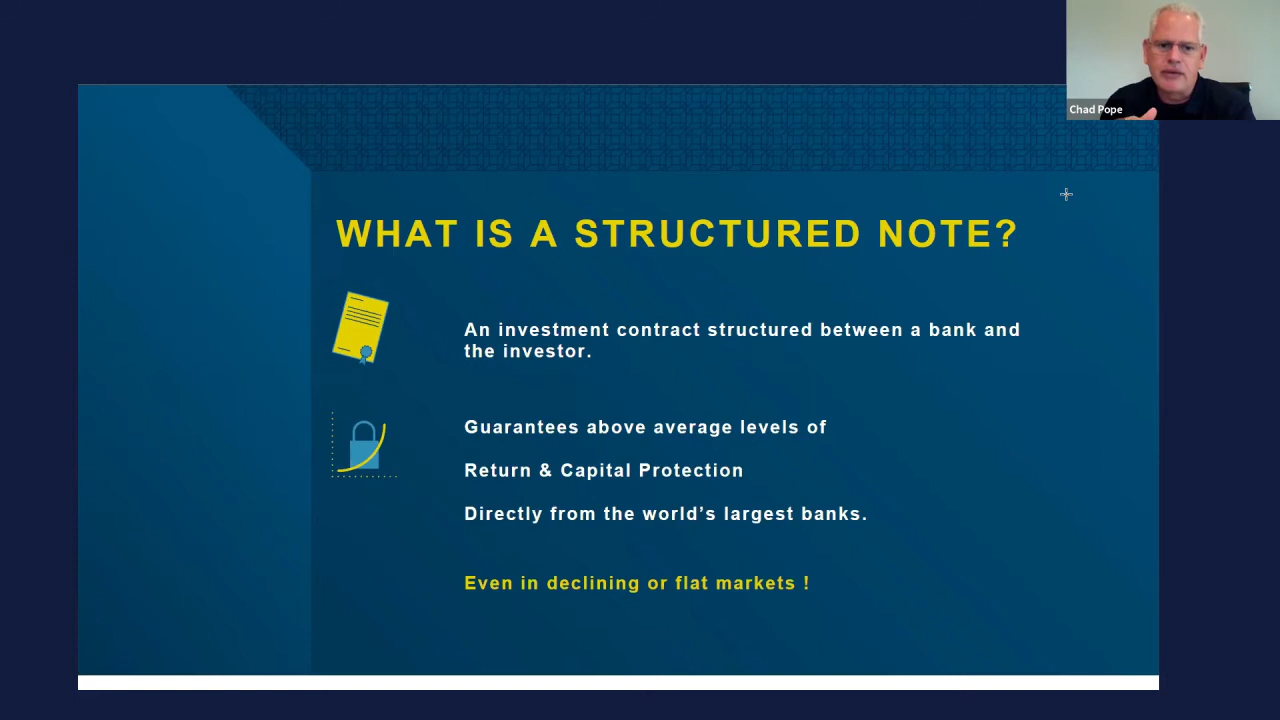 Chad Pope
WHAT IS A STRUCTURED NOTE?
An investment contract structured between a bank and
the investor.
Guarantees above average levels of
Return & Capital Protection
Directly from the world’s largest banks.
Even in declining or flat markets !